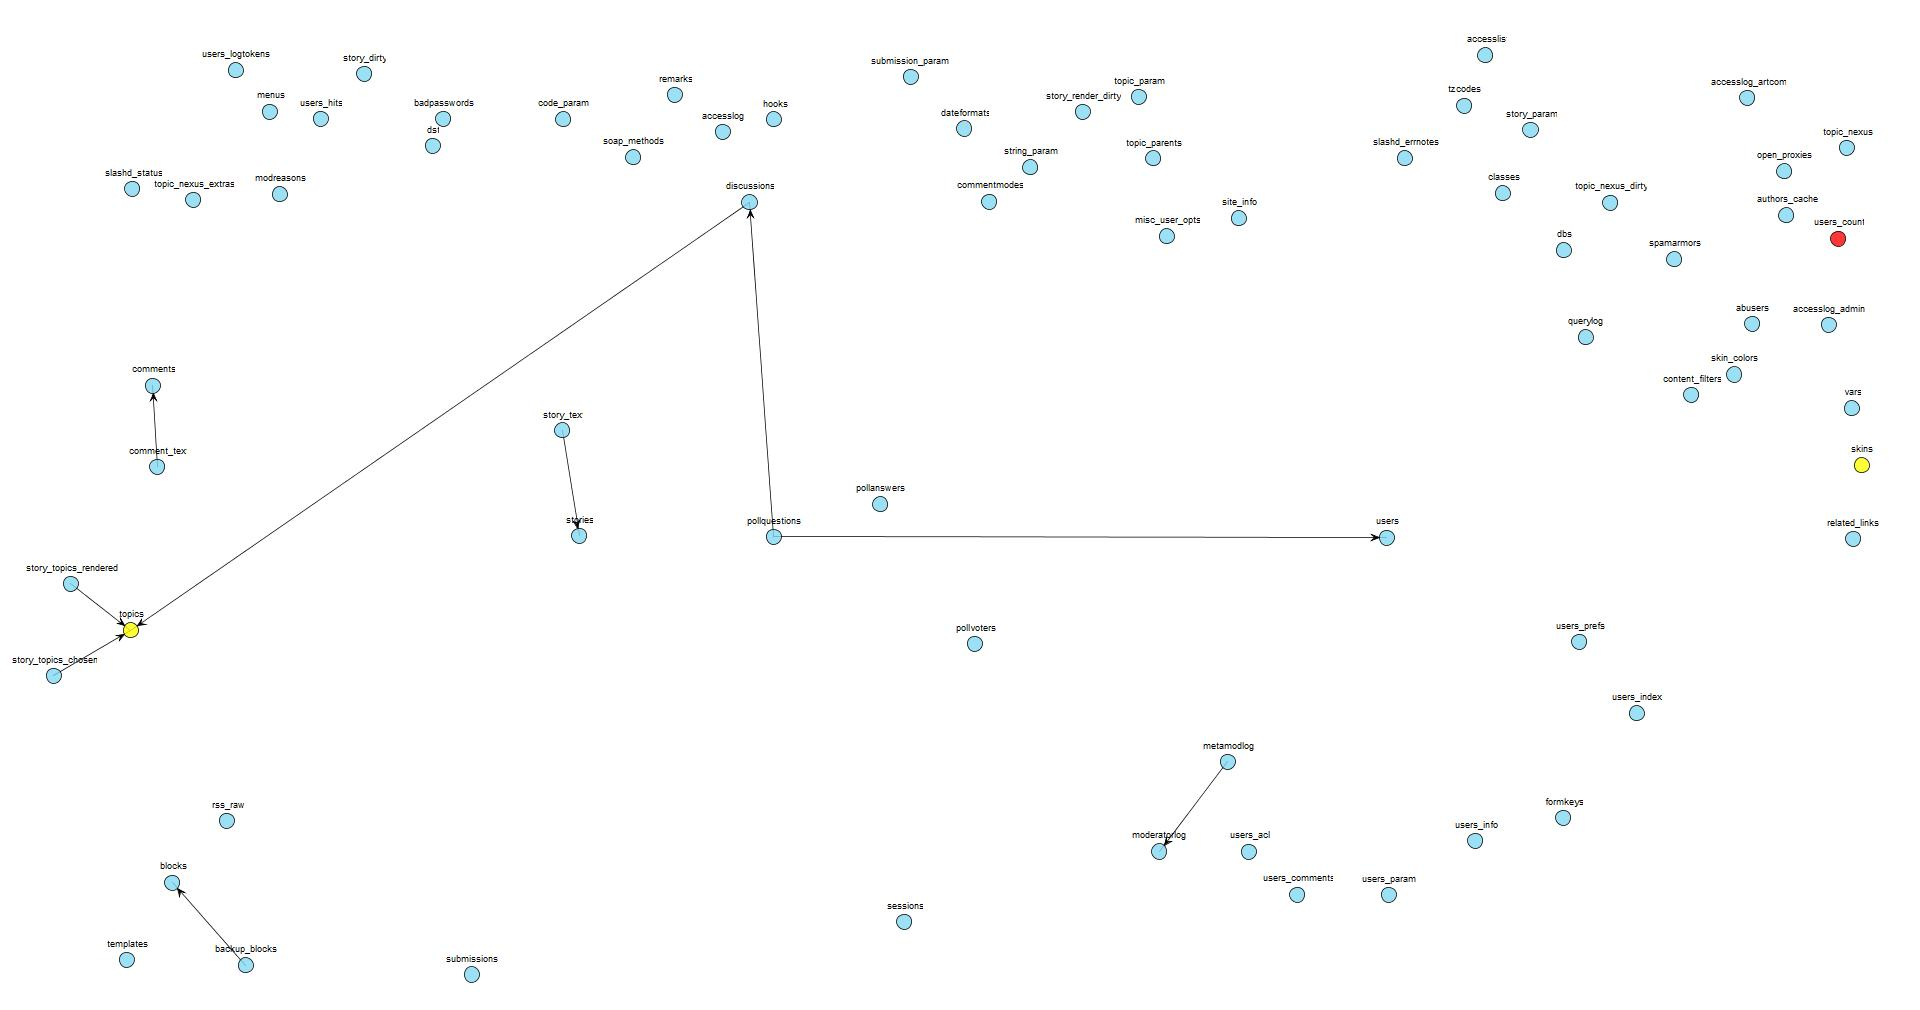 accesslis
users_logtokens
story_dirty
submission_param
remarks
topic_param
accesslog_artcom
tzcodes
menus
story_render_dirty
users_hits
badpasswords
code_param
hooks
dateformats
story_param
accesslog
dst
topic_nexus
soap_methods
topic_parents
slashd_errnotes
string_param
open_proxies
slashd_status
topic_nexus_extras
modreasons
classes
discussions
commentmodes
topic_nexus_dirty
authors_cache
site_info
misc_user_opts
users_count
dbs
spamarmors
abusers
accesslog_admin
querylog
skin_colors
comments
content_filters
vars
story_tex
comment_tex
skins
pollanswers
stories
pollquestions
users
related_links
story_topics_rendered
topics
pollvoters
users_prefs
story_topics_chosen
users_index
metamodlog
rss_raw
formkeys
users_info
moderatorlog
users_acl
blocks
users_comments
users_param
sessions
templates
backup_blocks
submissions